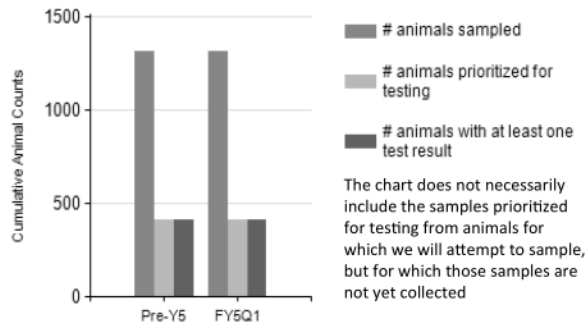 Cumulative Animal Counts
1500
1000
500
0
Pre-Y5
FY5Q1
# animals sampled
# animals prioritized for
testing
# animals with at least one
test result
The chart does not necessarily
include the samples prioritized
for testing from animals for
which we will attempt to sample,
but for which those samples are
not yet collected